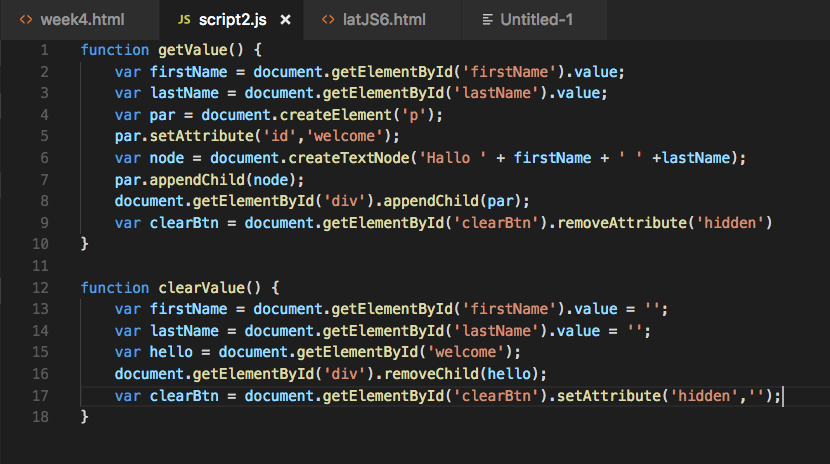 <> week4.html JS script2.js × <> latJS6.html Untitled-1
1 function getValue() {
2 var firstName = document.getElementById('firstName').value;
3 var lastName = document.getElementById('lastName').value;
4 var par = document.createElement('p');
5 par.setAttribute('id','welcome');
6 var node = document.createTextNode('Hallo ' + firstName + ' ' +lastName);
7 par.appendChild(node);
8 document.getElementById('div').appendChild(par);
9 var clearBtn = document.getElementById('clearBtn').removeAttribute('hidden')
10 }
11
12 function clearValue() {
13 var firstName = document.getElementById('firstName').value = '';
14 var lastName = document.getElementById('lastName').value = '';
15 var hello = document.getElementById('welcome');
16 document.getElementById('div').removeChild(hello);
17 var clearBtn = document.getElementById('clearBtn').setAttribute('hidden','');
18 }